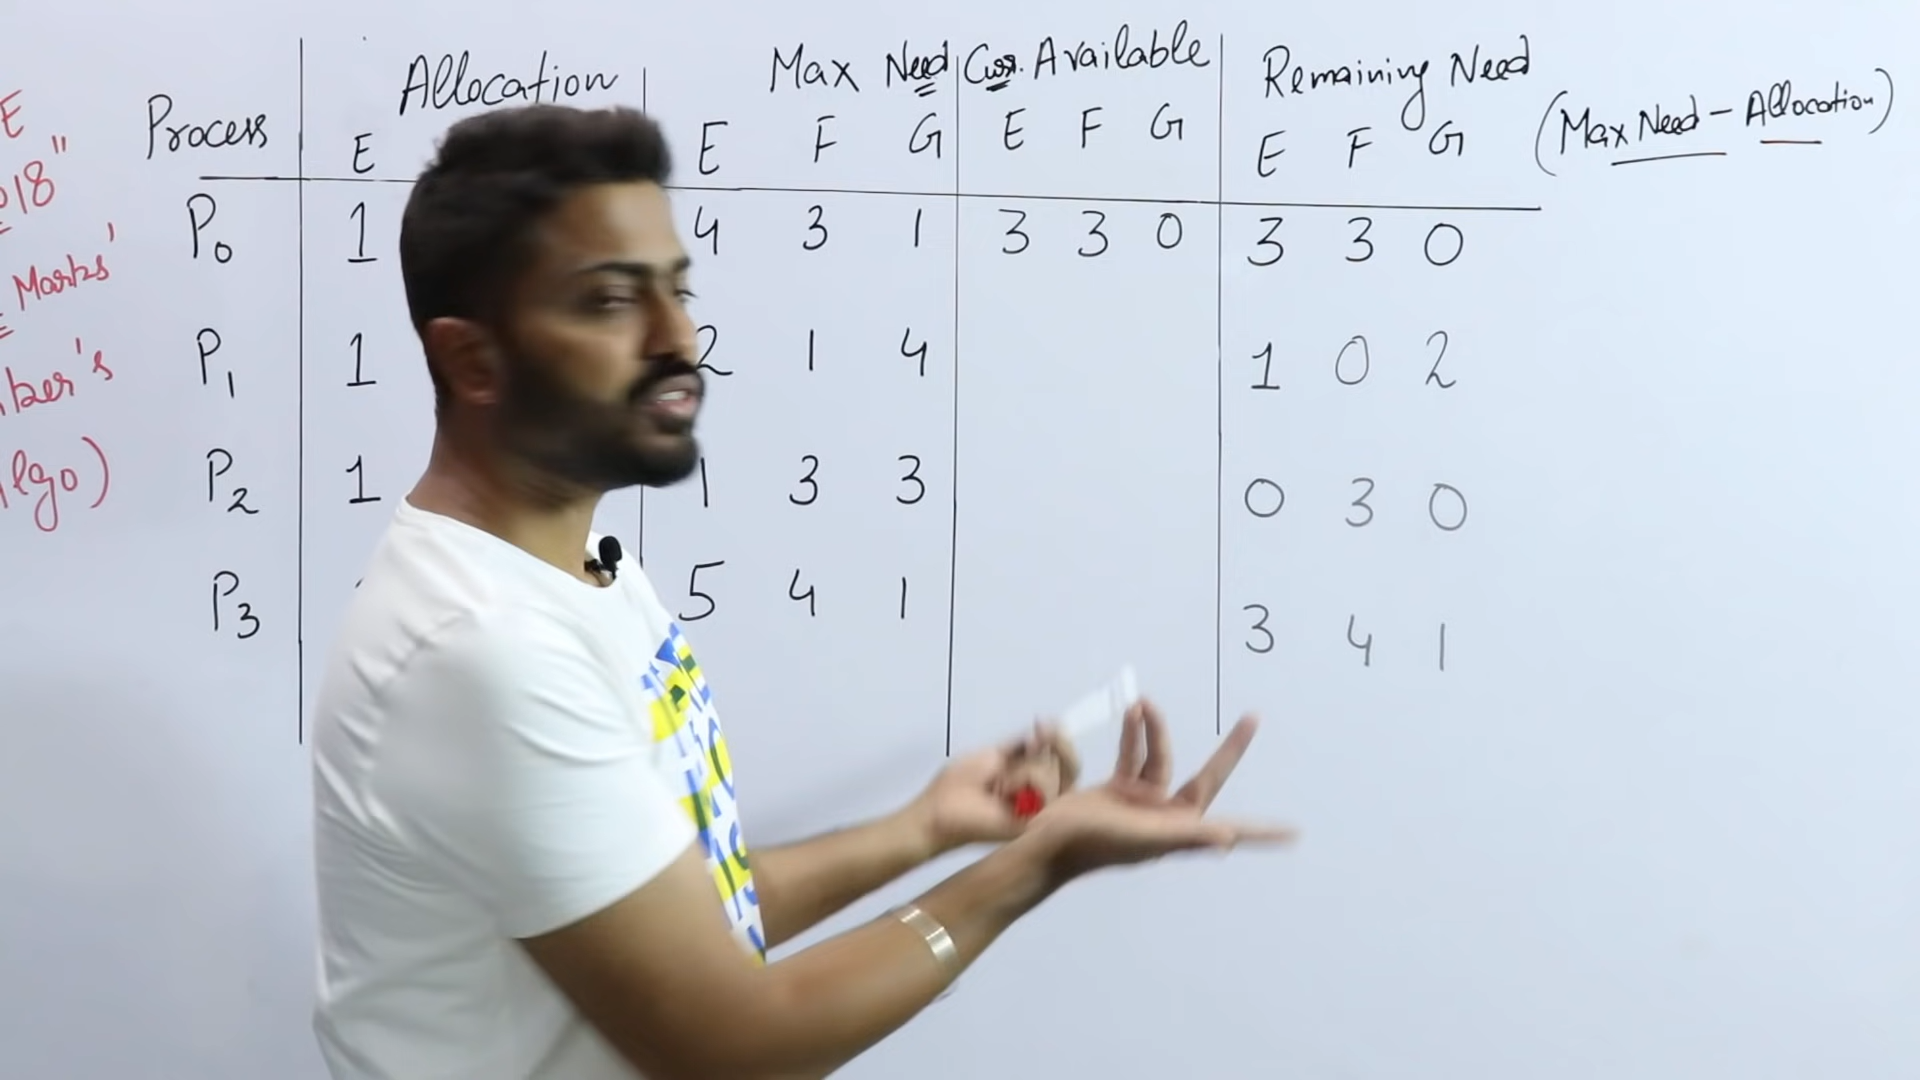 Allocation Max Need Curr. Available Remaining Need
Process E E F G E F G E F G (Max Need - Allocation)
P0 1 4 3 1 3 3 0 3 3 0
P1 1 2 1 4 1 0 2
P2 1 1 3 3 0 3 0
P3 5 4 1 3 4 1
E
18"
Marks'
ker's
lgo)